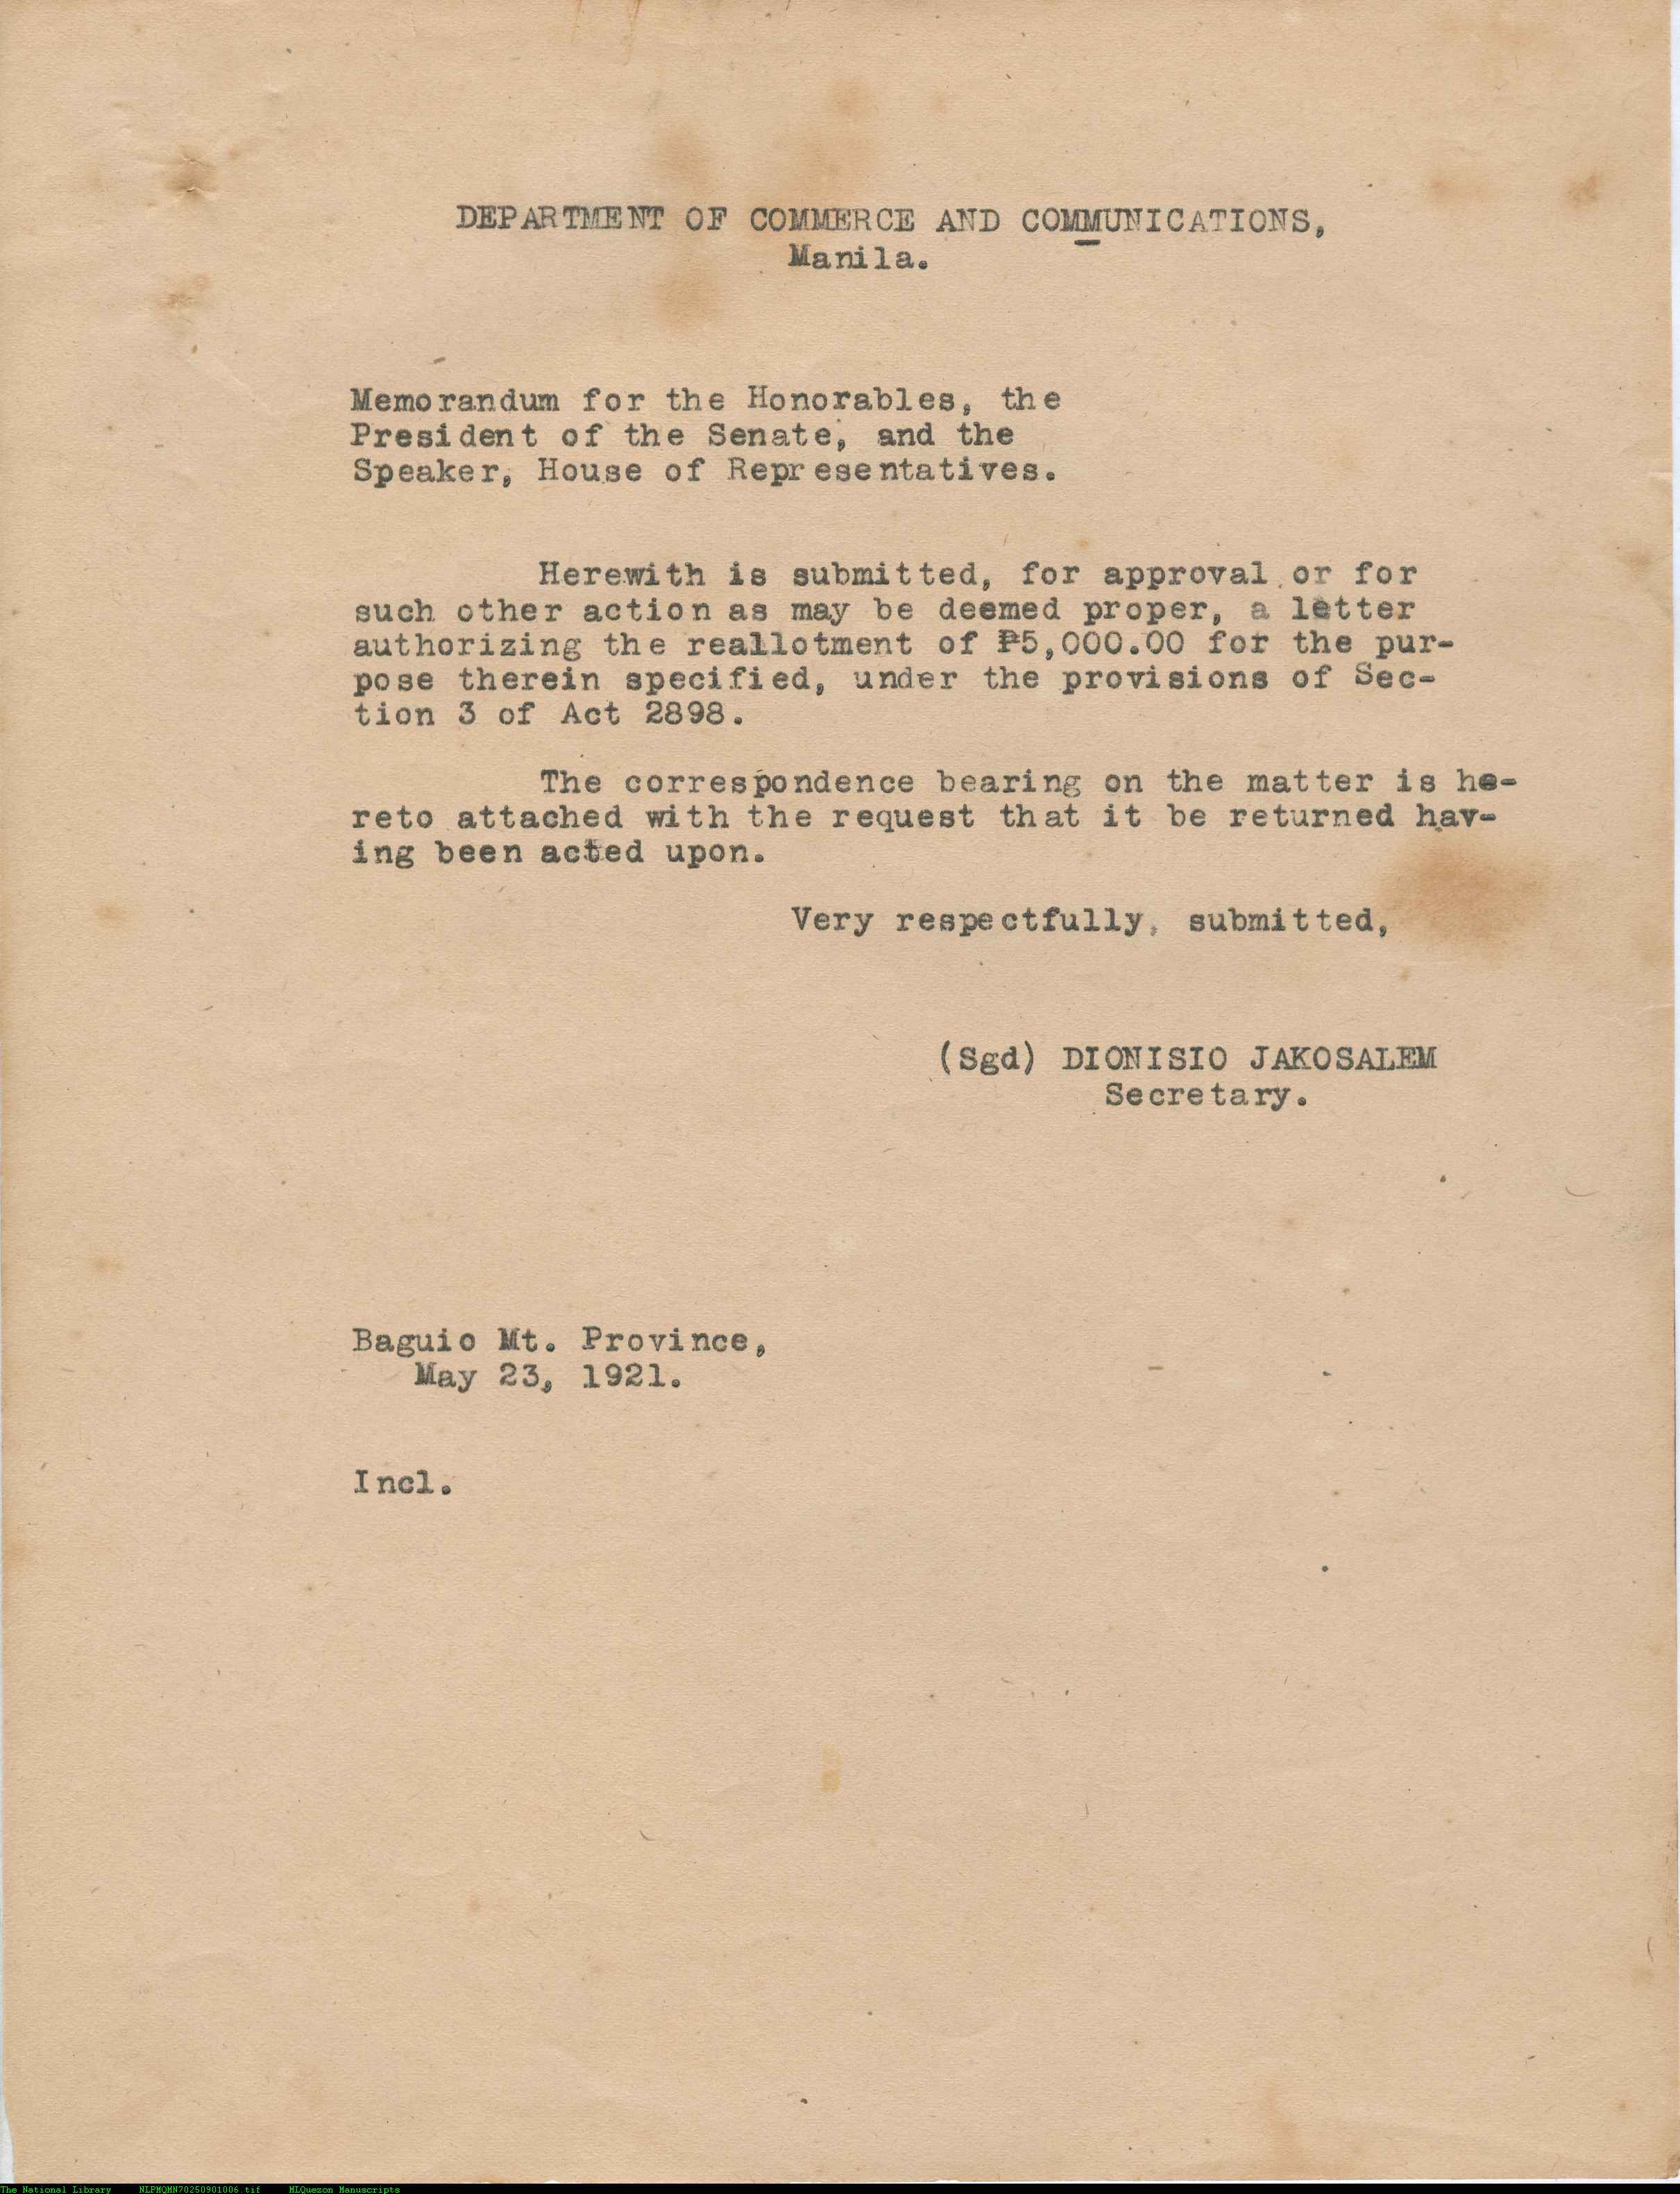 DEPARTMENT OF COMMERCE AND COMMUNICATIONS,
Manila.
Memorandum for the Honorables, the
President of the Senate, and the
Speaker, House of Representatives.
Herewith is submitted, for approval or for
such other action as may be deemed proper, a letter
authorizing the reallotment of ₱5,000.00 for the pur-
pose therein specified, under the provisions of Sec-
tion 3 of Act 2898.
The correspondence bearing on the matter is he-
reto attached with the request that it be returned hav-
ing been acted upon.
Very respectfully, submitted,
(Sgd) DIONISIO JAKOSALEM
Secretary.
Baguio Mt. Province,
May 23, 1921.
Incl.
The National Library NLPMQMN70250901006.tif MLQuezon Manuscripts